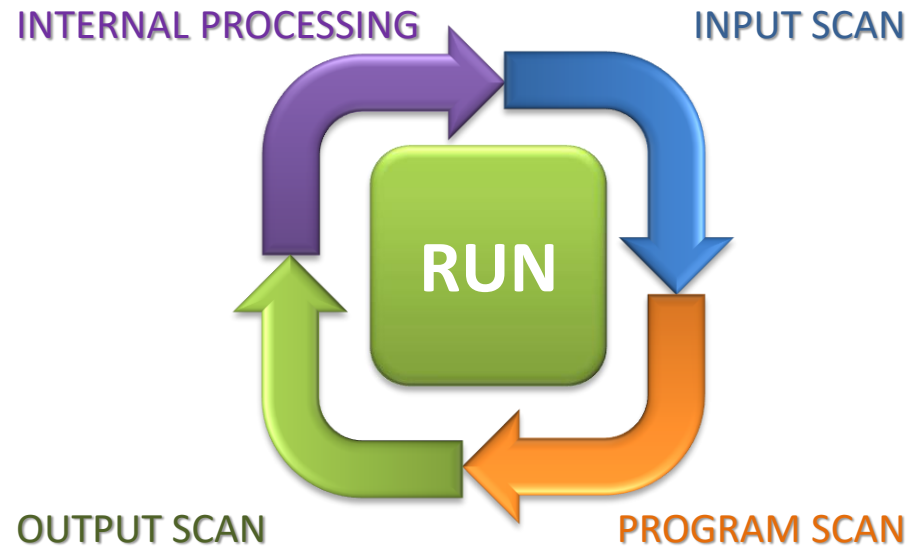 INTERNAL PROCESSING
INPUT SCAN
RUN
OUTPUT SCAN
PROGRAM SCAN